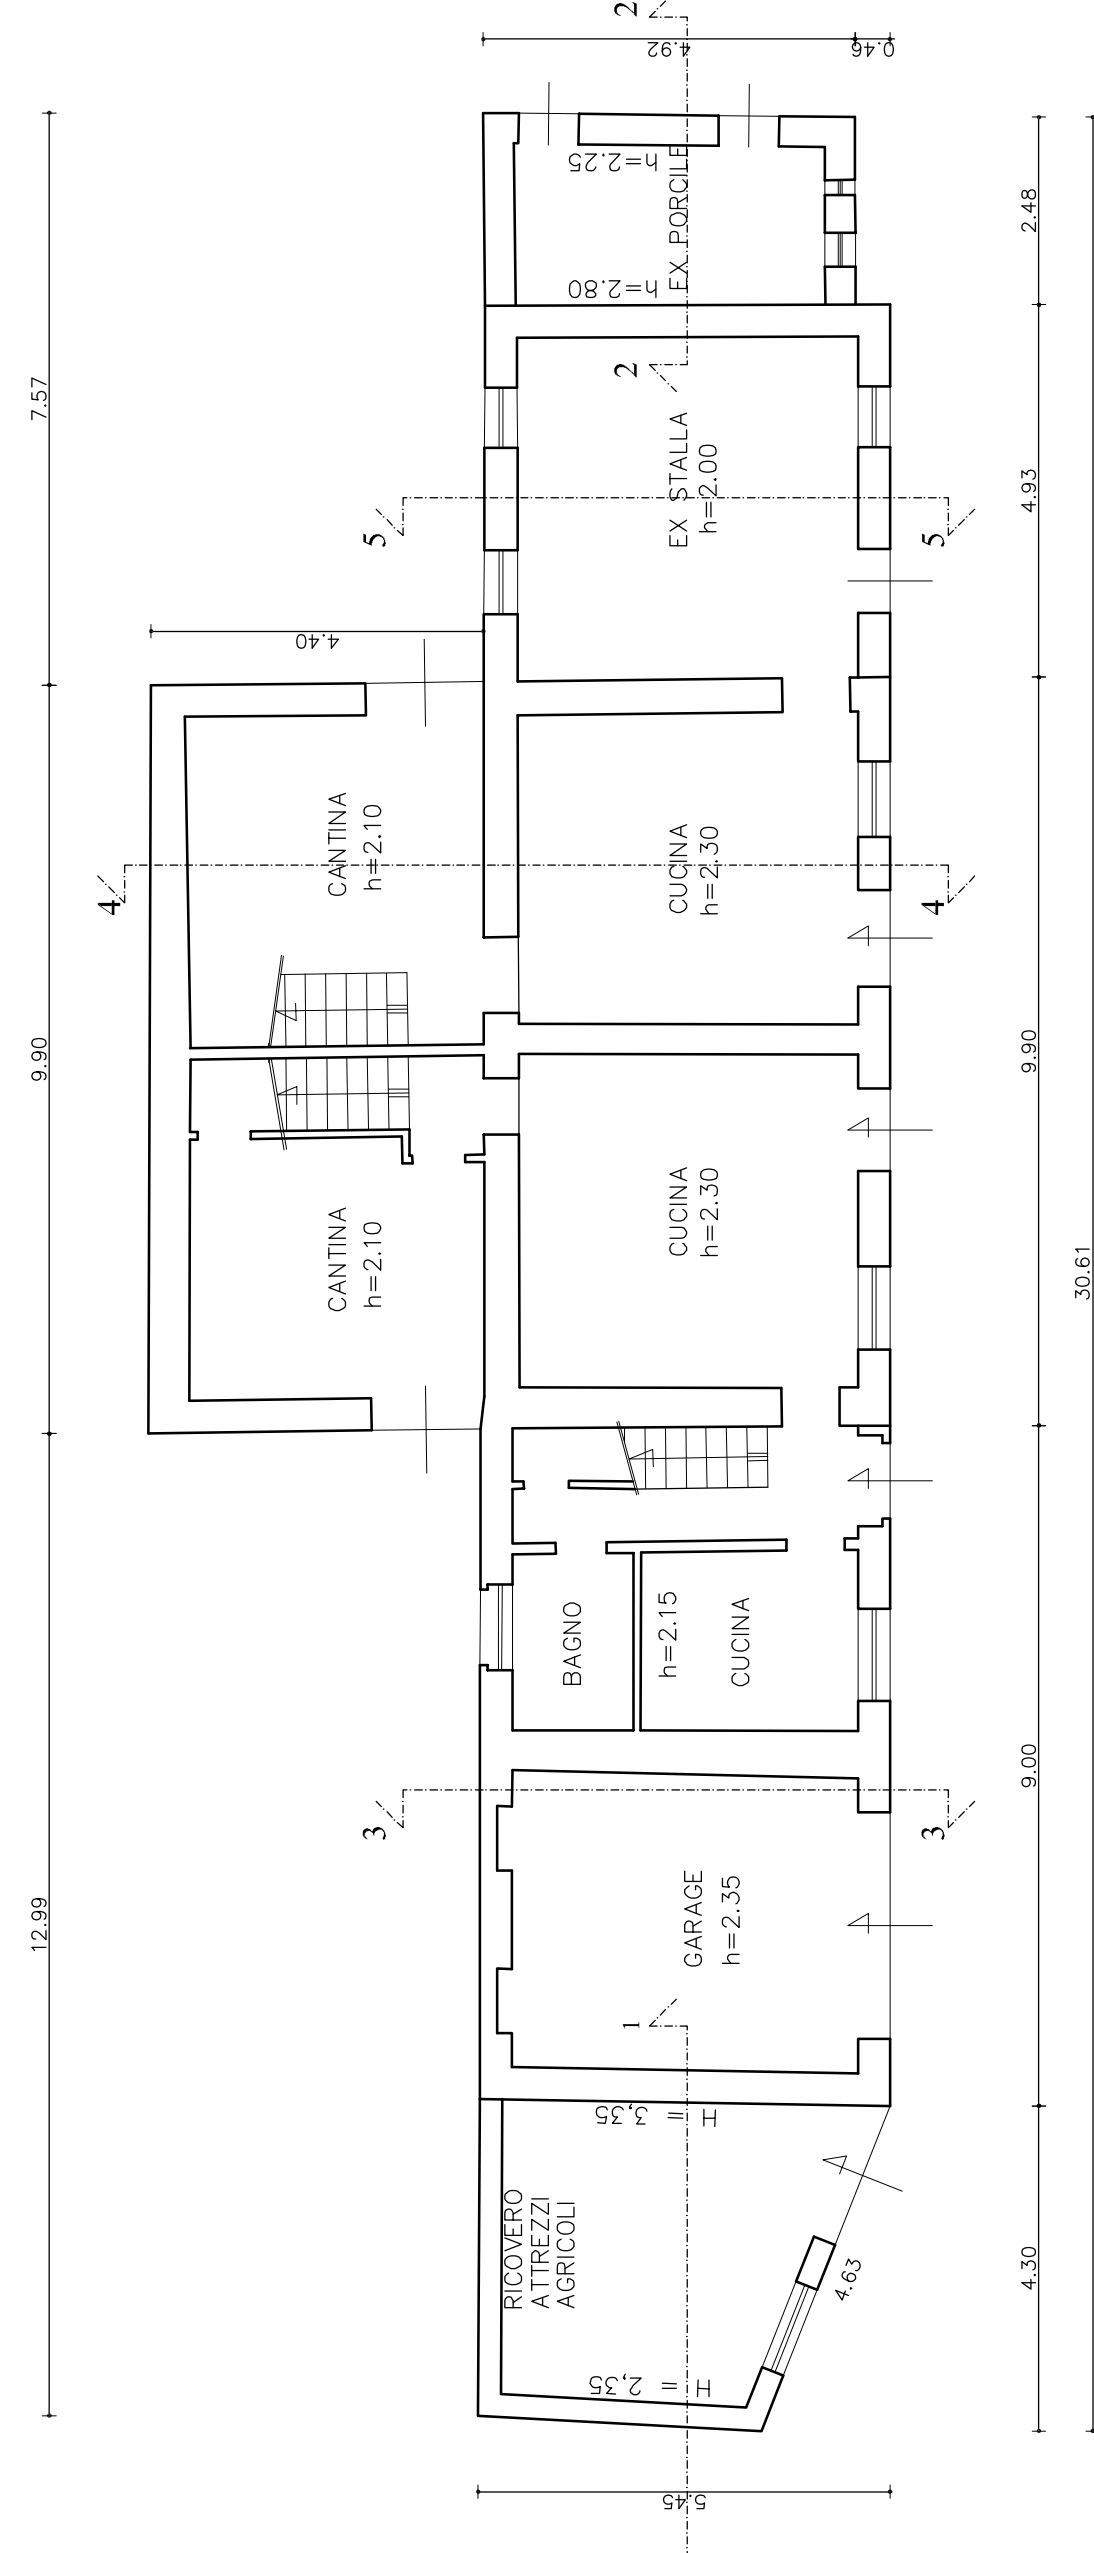 2
4.92
0.46
h=2.25
EX PORCILE
h=2.80
2.48
2
7.57
EX STALLA
h=2.00
4.93
5
5
4.40
CANTINA
h=2.10
CUCINA
h=2.30
4
4
9.90
9.90
CANTINA
h=2.10
CUCINA
h=2.30
30.61
BAGNO
h=2.15
CUCINA
9.00
3
3
12.99
GARAGE
h=2.35
1
H = 3,35
RICOVERO
ATTREZZI
AGRICOLI
4.63
4.30
H = 2,35
5.45